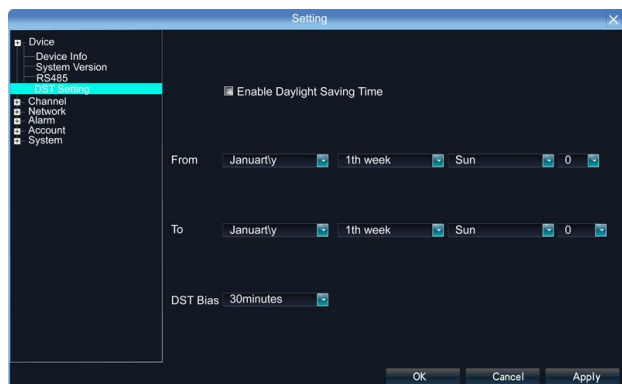 Setting
Dvice
Device Info
System Version
RS485
DST Setting
Channel
Network
Alarm
Account
System
Enable Daylight Saving Time
From Januart\y 1th week Sun 0
To Januart\y 1th week Sun 0
DST Bias 30minutes
OK Cancel Apply